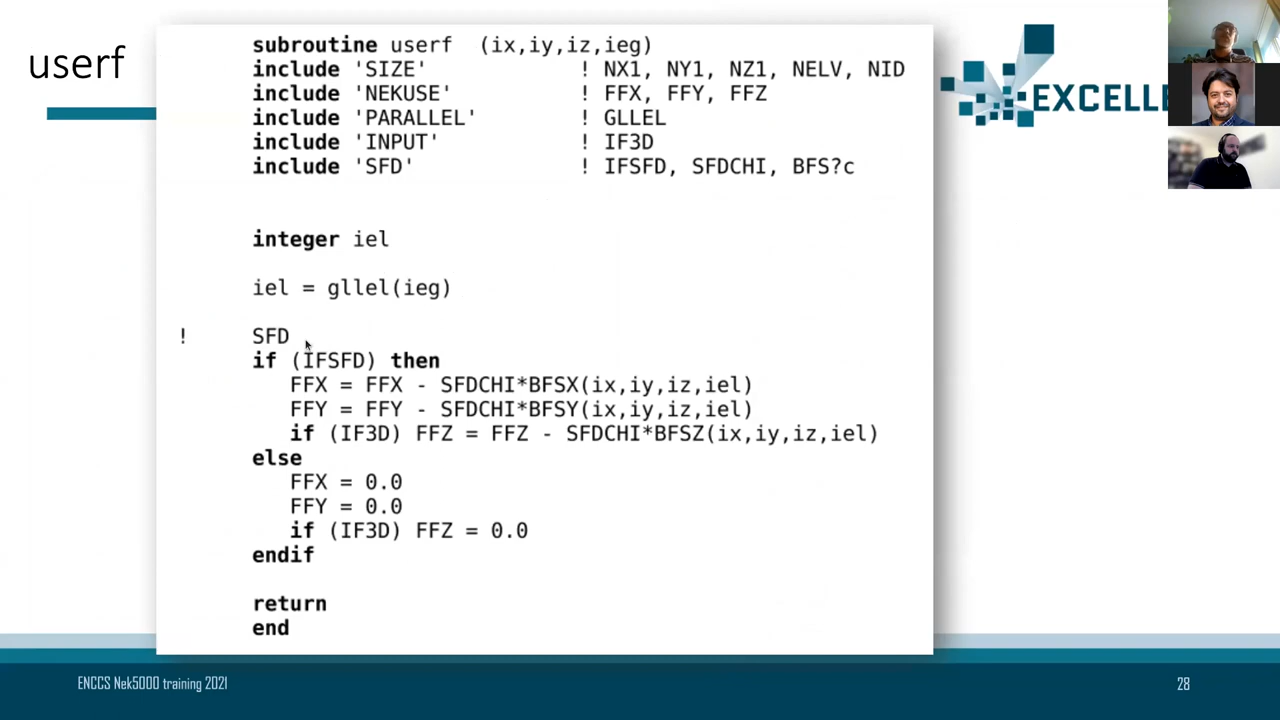 userf
subroutine userf (ix,iy,iz,ieg)
include 'SIZE' ! NX1, NY1, NZ1, NELV, NID
include 'NEKUSE' ! FFX, FFY, FFZ
include 'PARALLEL' ! GLLEL
include 'INPUT' ! IF3D
include 'SFD' ! IFSFD, SFDCHI, BFS?c
integer iel
iel = gllel(ieg)
! SFD
if (IFSFD) then
FFX = FFX - SFDCHI*BFSX(ix,iy,iz,iel)
FFY = FFY - SFDCHI*BFSY(ix,iy,iz,iel)
if (IF3D) FFZ = FFZ - SFDCHI*BFSZ(ix,iy,iz,iel)
else
FFX = 0.0
FFY = 0.0
if (IF3D) FFZ = 0.0
endif
return
end
EXCELLE
ENCCS Nek5000 training 2021
28